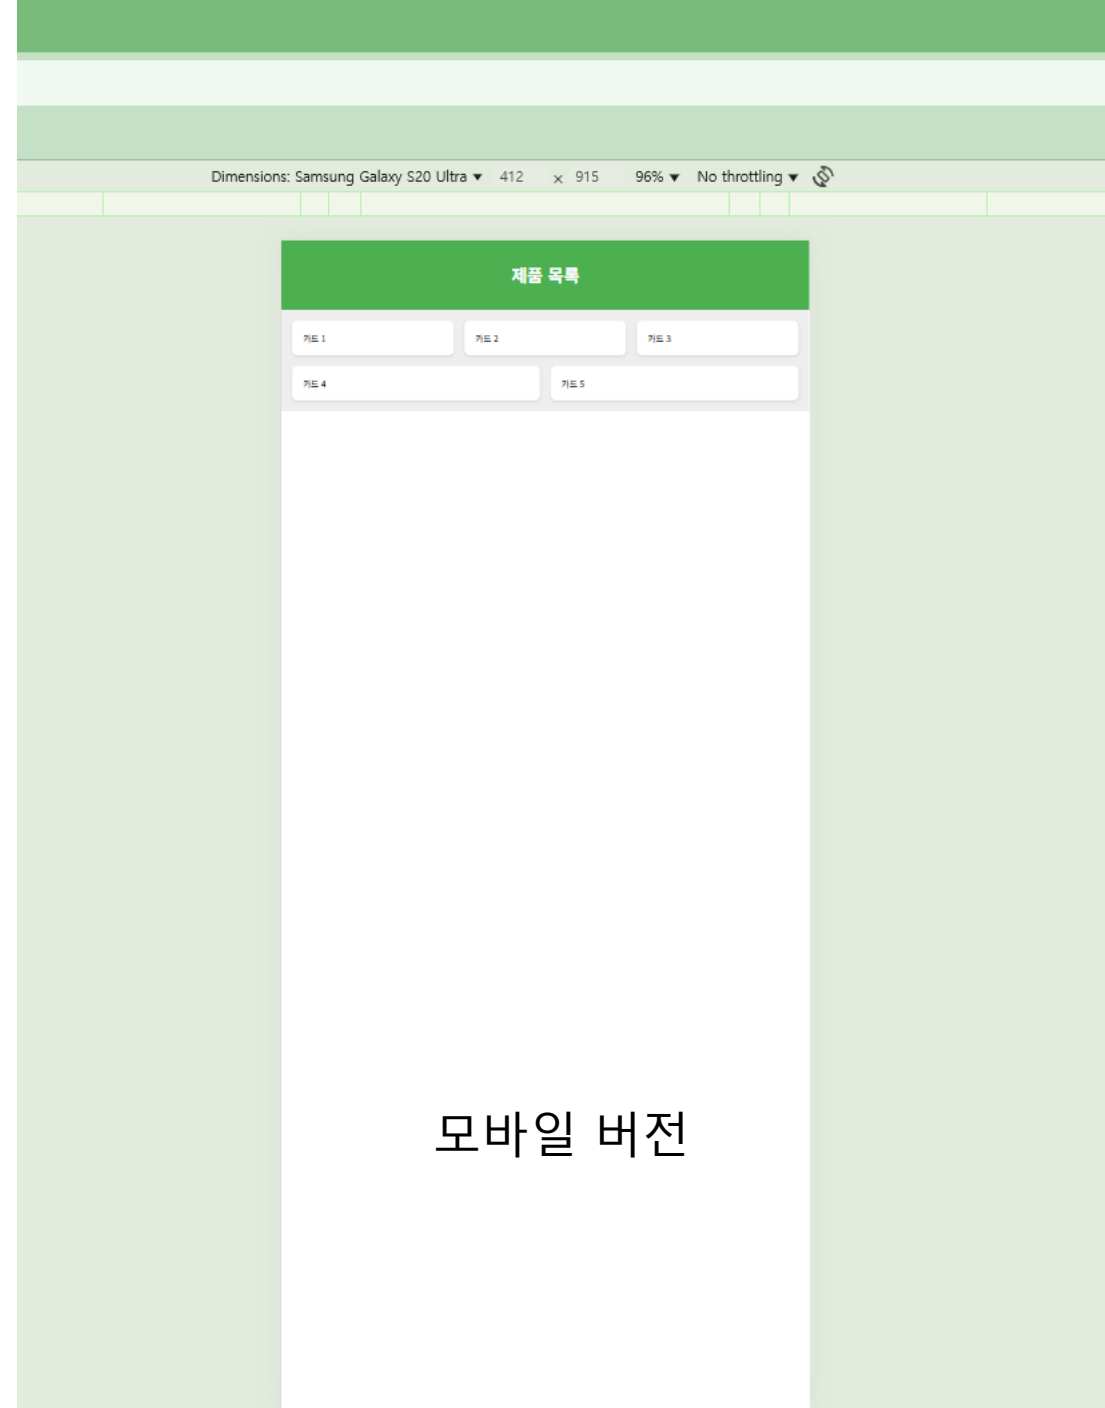 Dimensions: Samsung Galaxy S20 Ultra ▼ 412 × 915 96% ▼ No throttling ▼
제품 목록
카드 1 카드 2 카드 3
카드 4 카드 5
모바일 버전